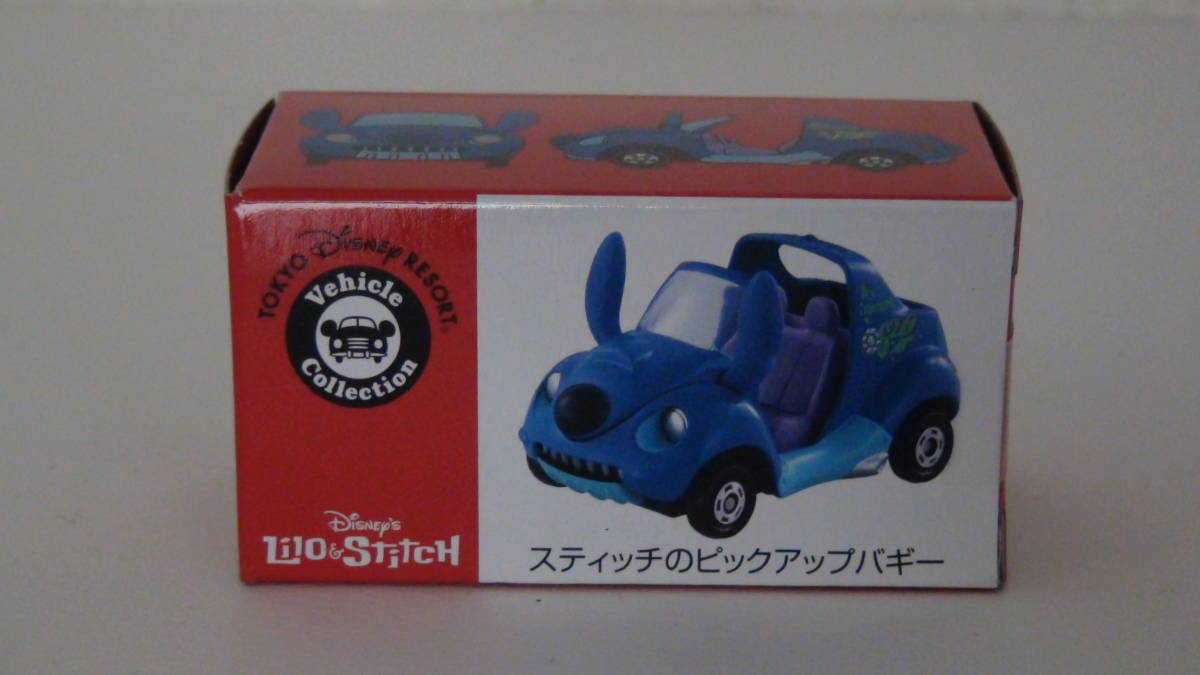 TOKYO Disney RESORT®
Vehicle
Collection
Disney's
Lilo & Stitch
スティッチのピックアップバギー